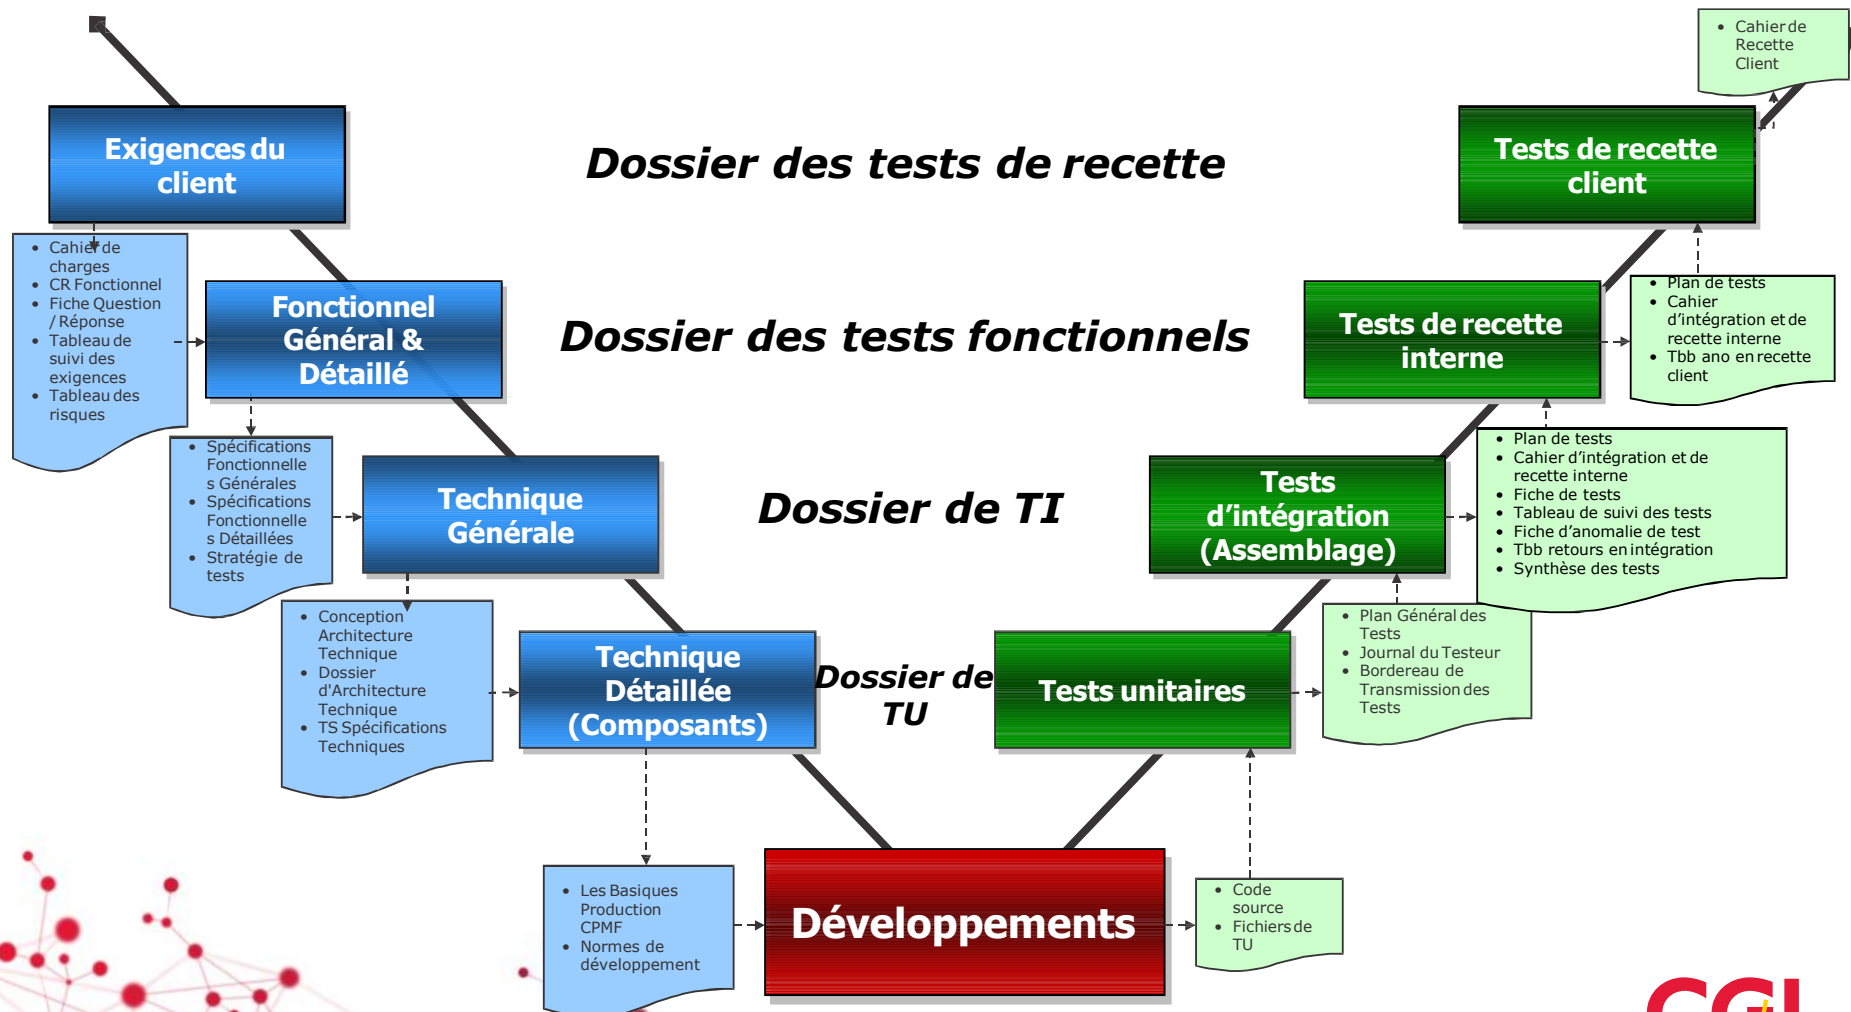 • Cahier de
Recette
Client
Exigences du
client
Dossier des tests de recette
Tests de recette
client
• Cahier de
charges
• CR Fonctionnel
• Fiche Question
/ Réponse
• Tableau de
suivi des
exigences
• Tableau des
risques
Fonctionnel
Général &
Détaillé
Dossier des tests fonctionnels
Tests de recette
interne
• Plan de tests
• Cahier
d’intégration et de
recette interne
• Tbb ano en recette
client
• Spécifications
Fonctionnelle
s Générales
• Spécifications
Fonctionnelle
s Détaillées
• Stratégie de
tests
Technique
Générale
Dossier de TI
Tests
d’intégration
(Assemblage)
• Plan de tests
• Cahier d’intégration et de
recette interne
• Fiche de tests
• Tableau de suivi des tests
• Fiche d’anomalie de test
• Tbb retours en intégration
• Synthèse des tests
• Conception
Architecture
Technique
• Dossier
d'Architecture
Technique
• TS Spécifications
Techniques
Technique
Détaillée
(Composants)
Dossier de
TU
Tests unitaires
• Plan Général des
Tests
• Journal du Testeur
• Bordereau de
Transmission des
Tests
• Les Basiques
Production
CPMF
• Normes de
développement
Développements
• Code
source
• Fichiers de
TU
CGI